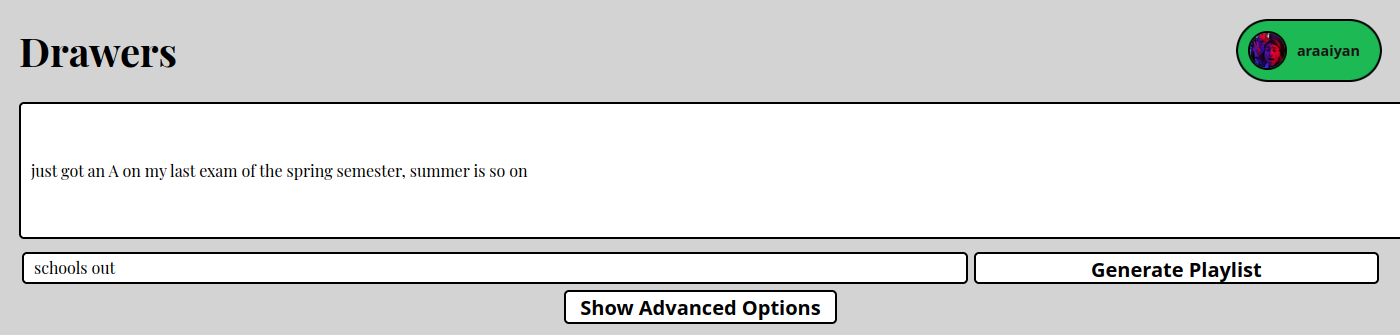 Drawers
araaiyan
just got an A on my last exam of the spring semester, summer is so on
schools out
Generate Playlist
Show Advanced Options